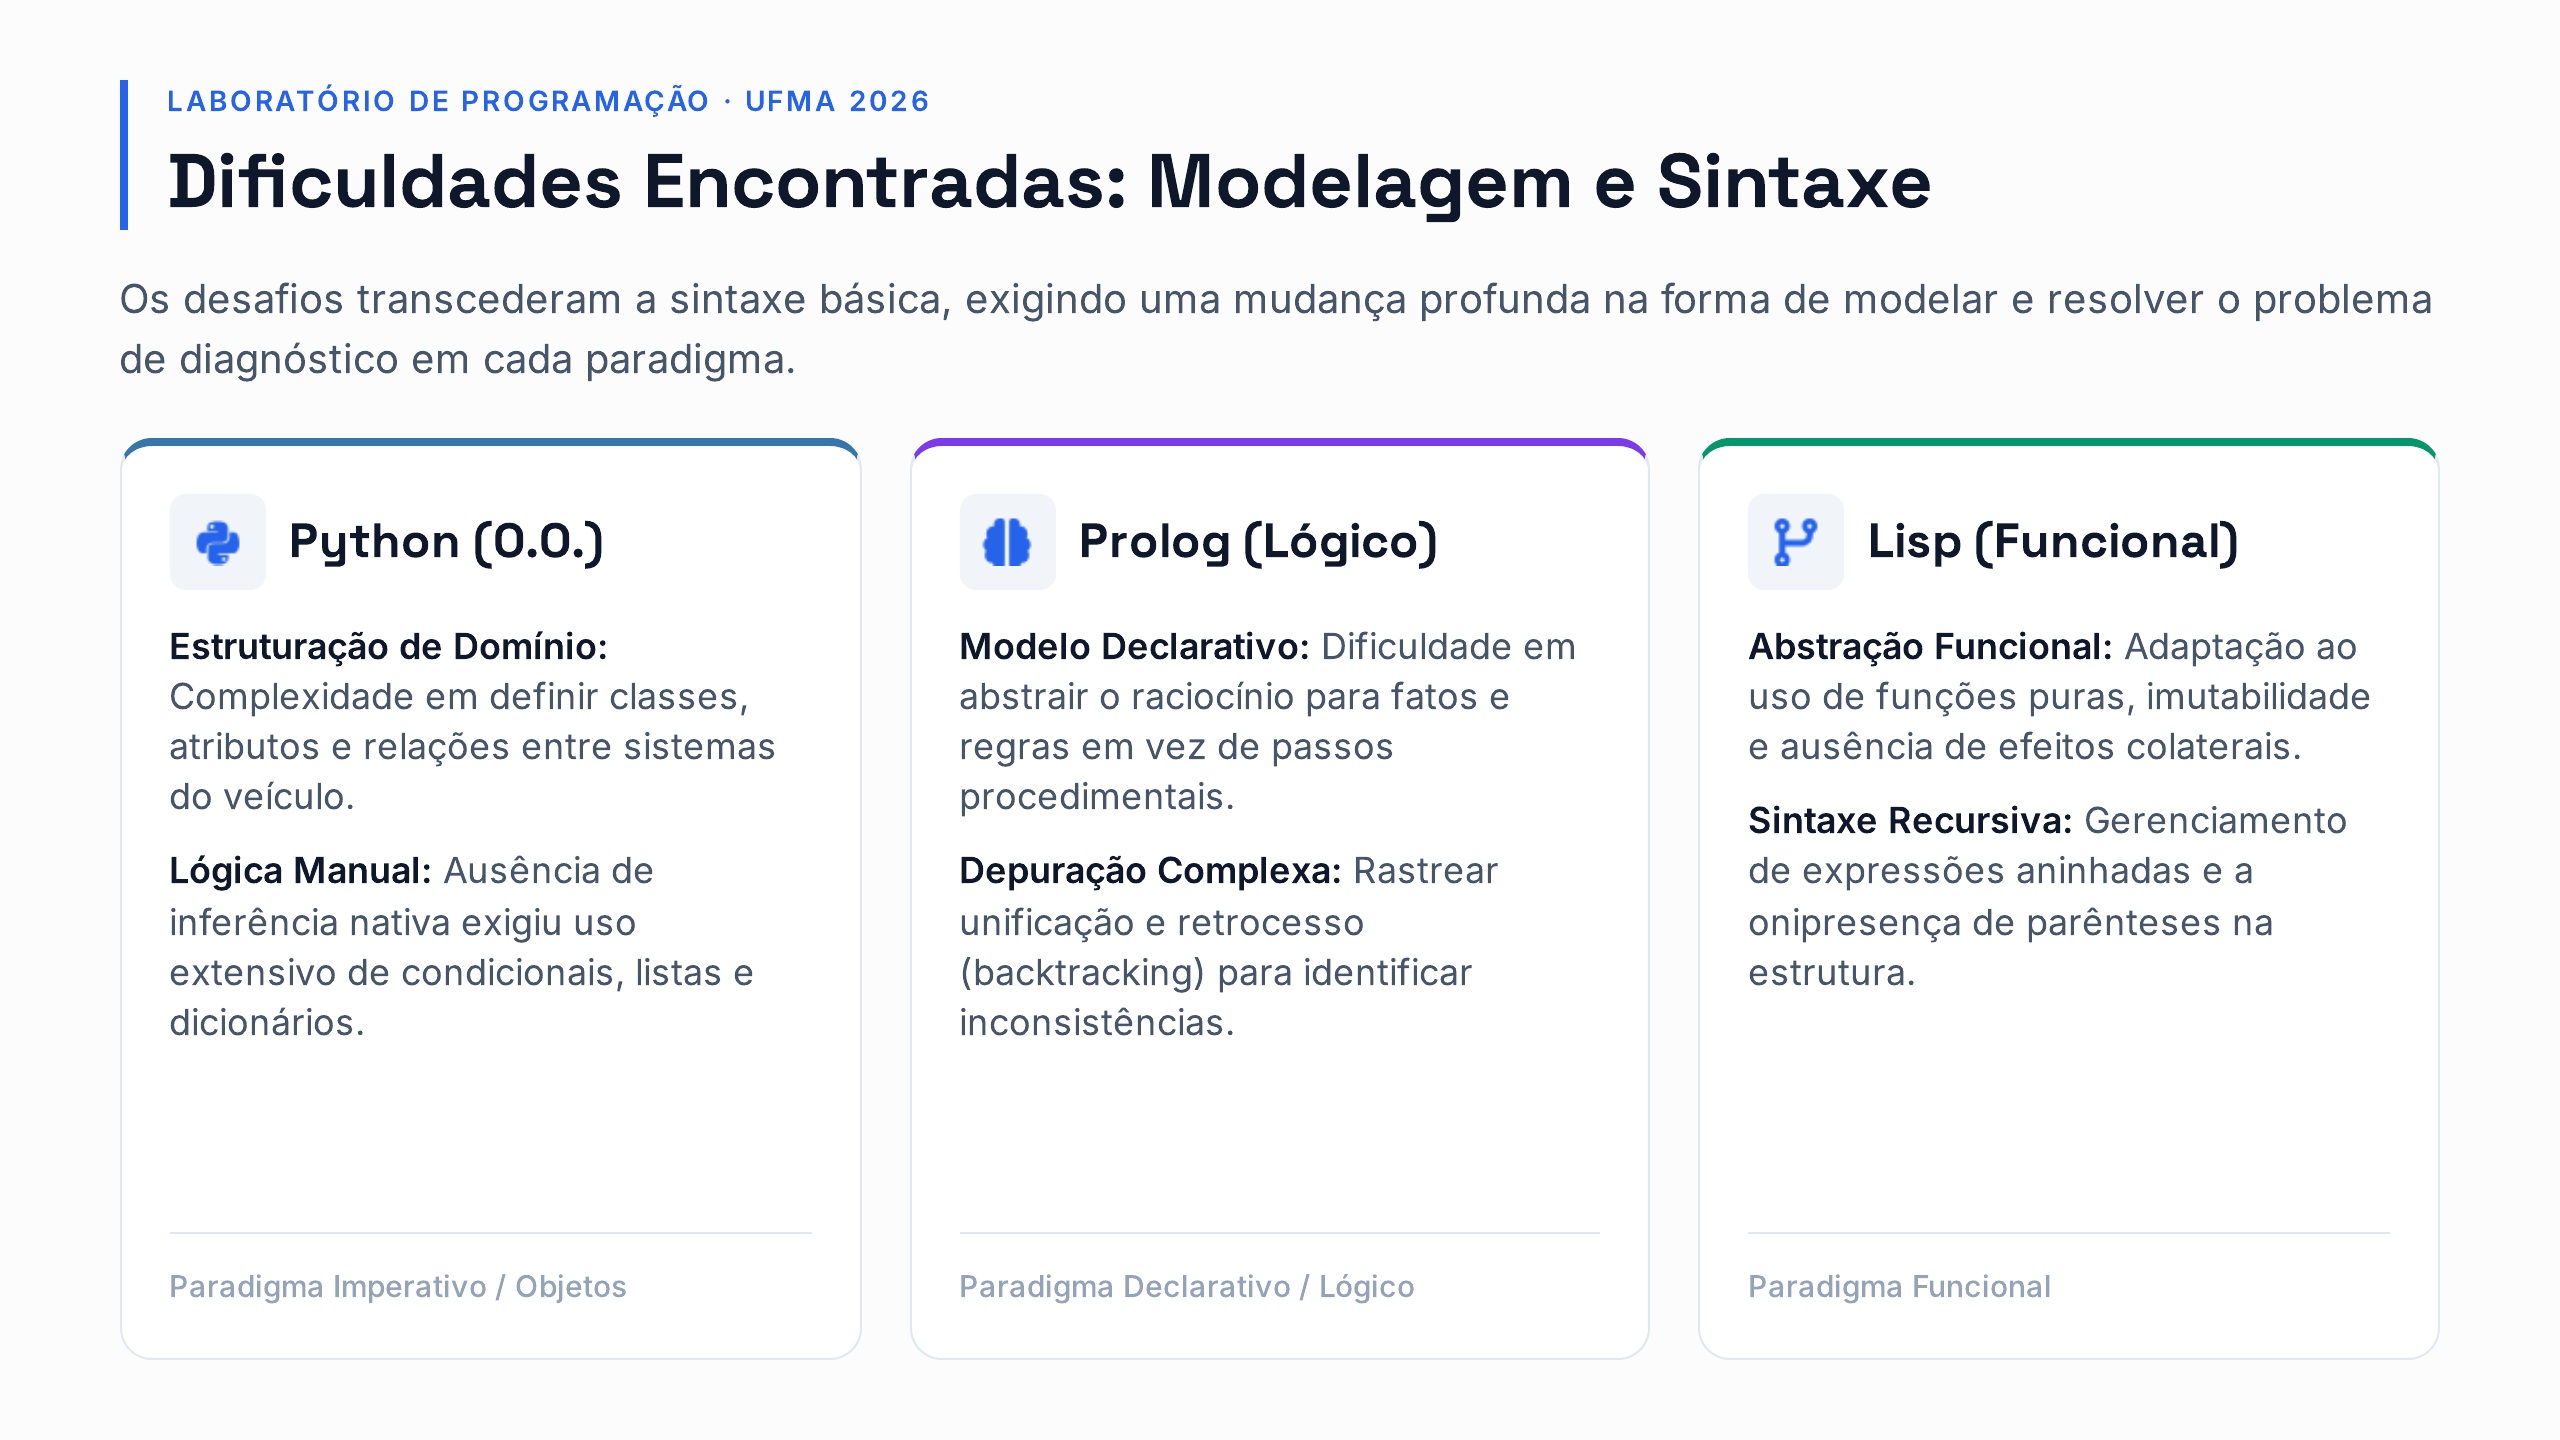 LABORATÓRIO DE PROGRAMAÇÃO · UFMA 2026
Dificuldades Encontradas: Modelagem e Sintaxe
Os desafios transcederam a sintaxe básica, exigindo uma mudança profunda na forma de modelar e resolver o problema
de diagnóstico em cada paradigma.
Python (O.O.)
Estruturação de Domínio:
Complexidade em definir classes,
atributos e relações entre sistemas
do veículo.
Lógica Manual: Ausência de
inferência nativa exigiu uso
extensivo de condicionais, listas e
dicionários.
Paradigma Imperativo / Objetos
Prolog (Lógico)
Modelo Declarativo: Dificuldade em
abstrair o raciocínio para fatos e
regras em vez de passos
procedimentais.
Depuração Complexa: Rastrear
unificação e retrocesso
(backtracking) para identificar
inconsistências.
Paradigma Declarativo / Lógico
Lisp (Funcional)
Abstração Funcional: Adaptação ao
uso de funções puras, imutabilidade
e ausência de efeitos colaterais.
Sintaxe Recursiva: Gerenciamento
de expressões aninhadas e a
onipresença de parênteses na
estrutura.
Paradigma Funcional